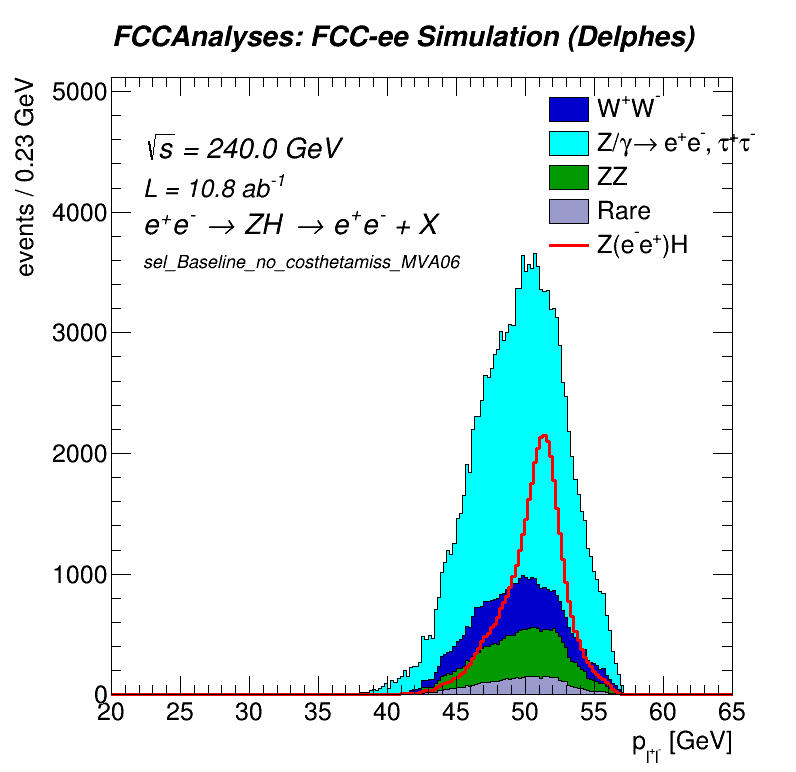 FCCAnalyses: FCC-ee Simulation (Delphes)
events / 0.23 GeV
5000
4000
3000
2000
1000
0
√s = 240.0 GeV
L = 10.8 ab⁻¹
e⁺e⁻ → ZH → e⁺e⁻ + X
sel_Baseline_no_costhetamiss_MVA06
W⁺W⁻
Z/γ→ e⁺e⁻, τ⁺τ⁻
ZZ
Rare
Z(e⁻e⁺)H
20 25 30 35 40 45 50 55 60 65
p_l⁺l⁻ [GeV]